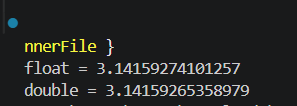 nnerFile }
float = 3.14159274101257
double = 3.14159265358979